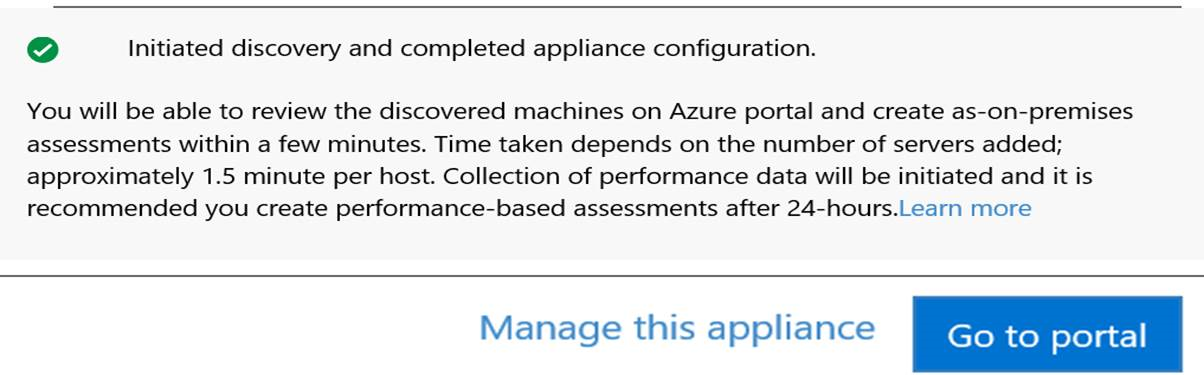 Initiated discovery and completed appliance configuration.
You will be able to review the discovered machines on Azure portal and create as-on-premises
assessments within a few minutes. Time taken depends on the number of servers added;
approximately 1.5 minute per host. Collection of performance data will be initiated and it is
recommended you create performance-based assessments after 24-hours.Learn more
Manage this appliance
Go to portal